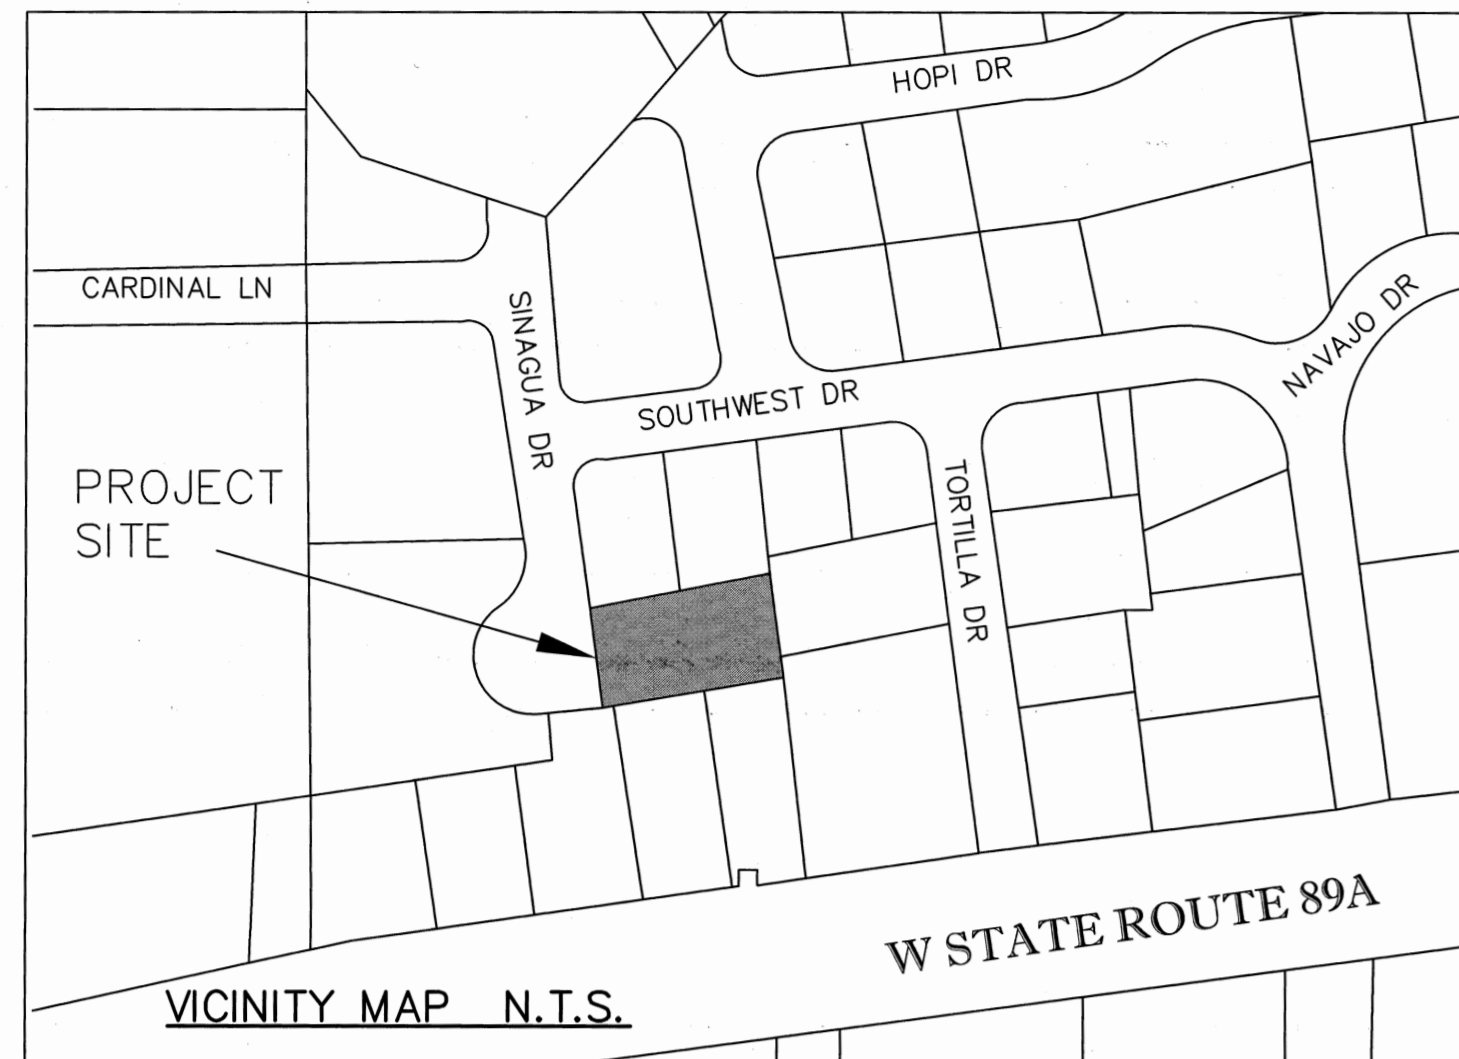 HOPI DR
CARDINAL LN
SINAGUA DR
NAVAJO DR
SOUTHWEST DR
PROJECT
SITE
TORTILLA DR
W STATE ROUTE 89A
VICINITY MAP N.T.S.